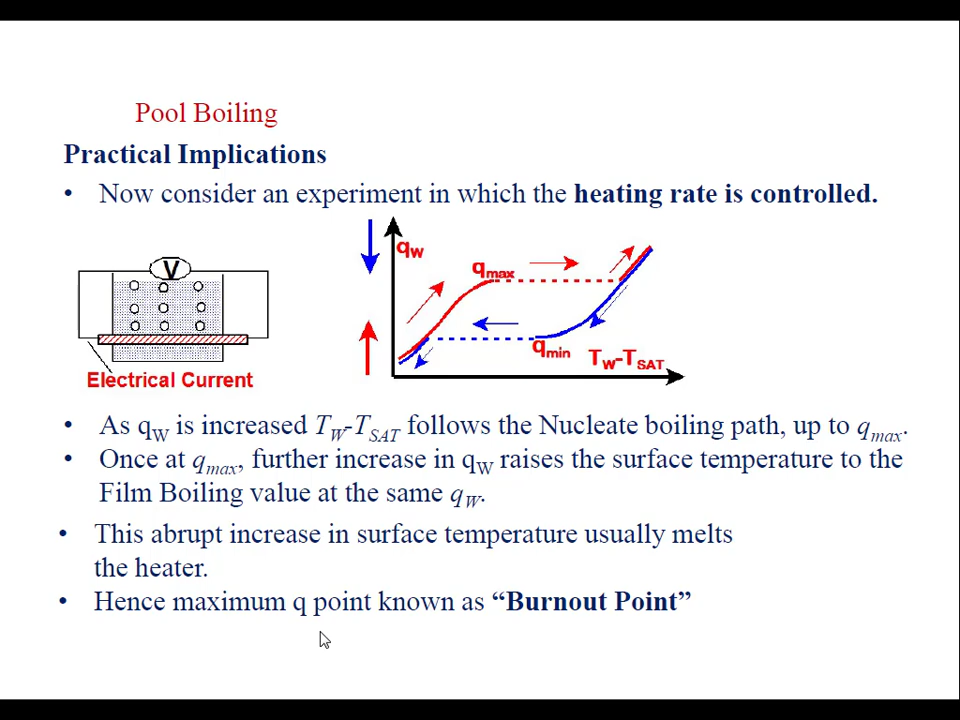 Pool Boiling
Practical Implications
• Now consider an experiment in which the heating rate is controlled.
V
Electrical Current
qw
qmax
qmin
Tw-TSAT
• As qW is increased TW-TSAT follows the Nucleate boiling path, up to qmax.
• Once at qmax, further increase in qW raises the surface temperature to the
Film Boiling value at the same qW.
• This abrupt increase in surface temperature usually melts
the heater.
• Hence maximum q point known as “Burnout Point”